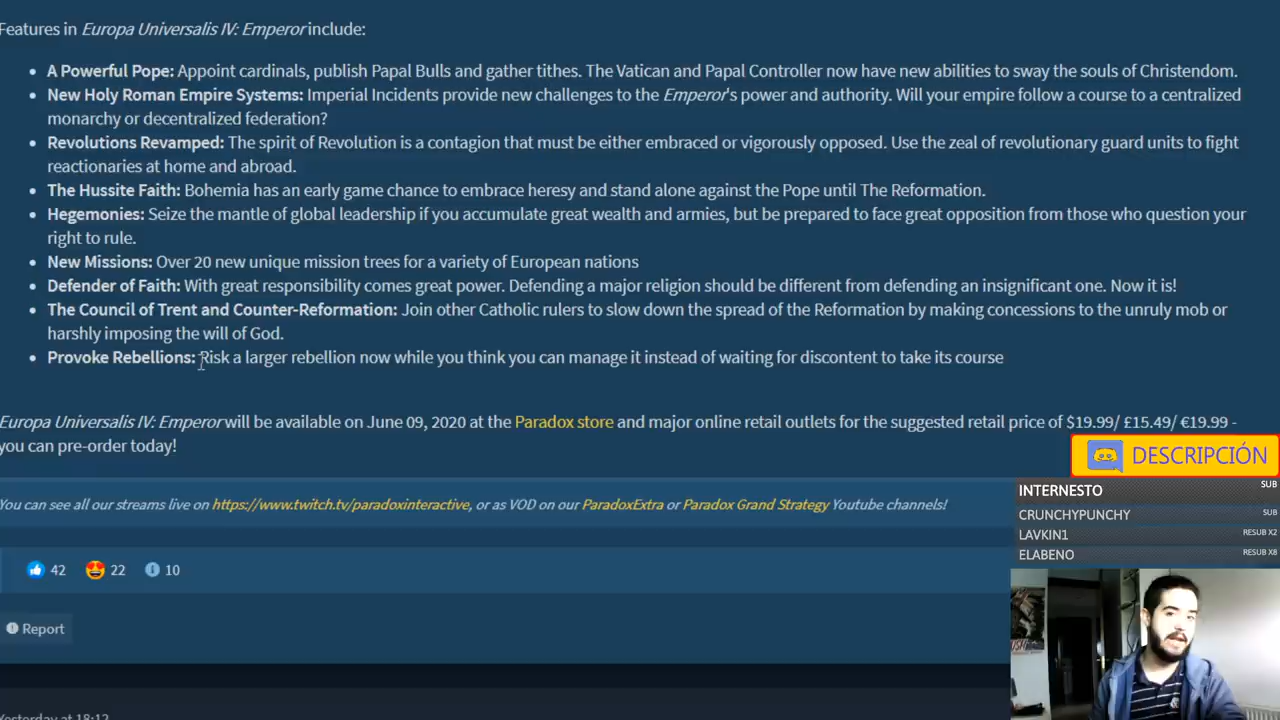 Features in Europa Universalis IV: Emperor include:
• A Powerful Pope: Appoint cardinals, publish Papal Bulls and gather tithes. The Vatican and Papal Controller now have new abilities to sway the souls of Christendom.
• New Holy Roman Empire Systems: Imperial Incidents provide new challenges to the Emperor's power and authority. Will your empire follow a course to a centralized
monarchy or decentralized federation?
• Revolutions Revamped: The spirit of Revolution is a contagion that must be either embraced or vigorously opposed. Use the zeal of revolutionary guard units to fight
reactionaries at home and abroad.
• The Hussite Faith: Bohemia has an early game chance to embrace heresy and stand alone against the Pope until The Reformation.
• Hegemonies: Seize the mantle of global leadership if you accumulate great wealth and armies, but be prepared to face great opposition from those who question your
right to rule.
• New Missions: Over 20 new unique mission trees for a variety of European nations
• Defender of Faith: With great responsibility comes great power. Defending a major religion should be different from defending an insignificant one. Now it is!
• The Council of Trent and Counter-Reformation: Join other Catholic rulers to slow down the spread of the Reformation by making concessions to the unruly mob or
harshly imposing the will of God.
• Provoke Rebellions: Risk a larger rebellion now while you think you can manage it instead of waiting for discontent to take its course
Europa Universalis IV: Emperor will be available on June 09, 2020 at the Paradox store and major online retail outlets for the suggested retail price of $19.99/ £15.49/ €19.99 -
you can pre-order today!
DESCRIPCIÓN
You can see all our streams live on https://www.twitch.tv/paradoxinteractive, or as VOD on our ParadoxExtra or Paradox Grand Strategy Youtube channels!
INTERNESTO SUB
CRUNCHYPUNCHY SUB
LAVKIN1 RESUB X2
ELABENO RESUB X8
42 22 10
Report
Yesterday at 18:12